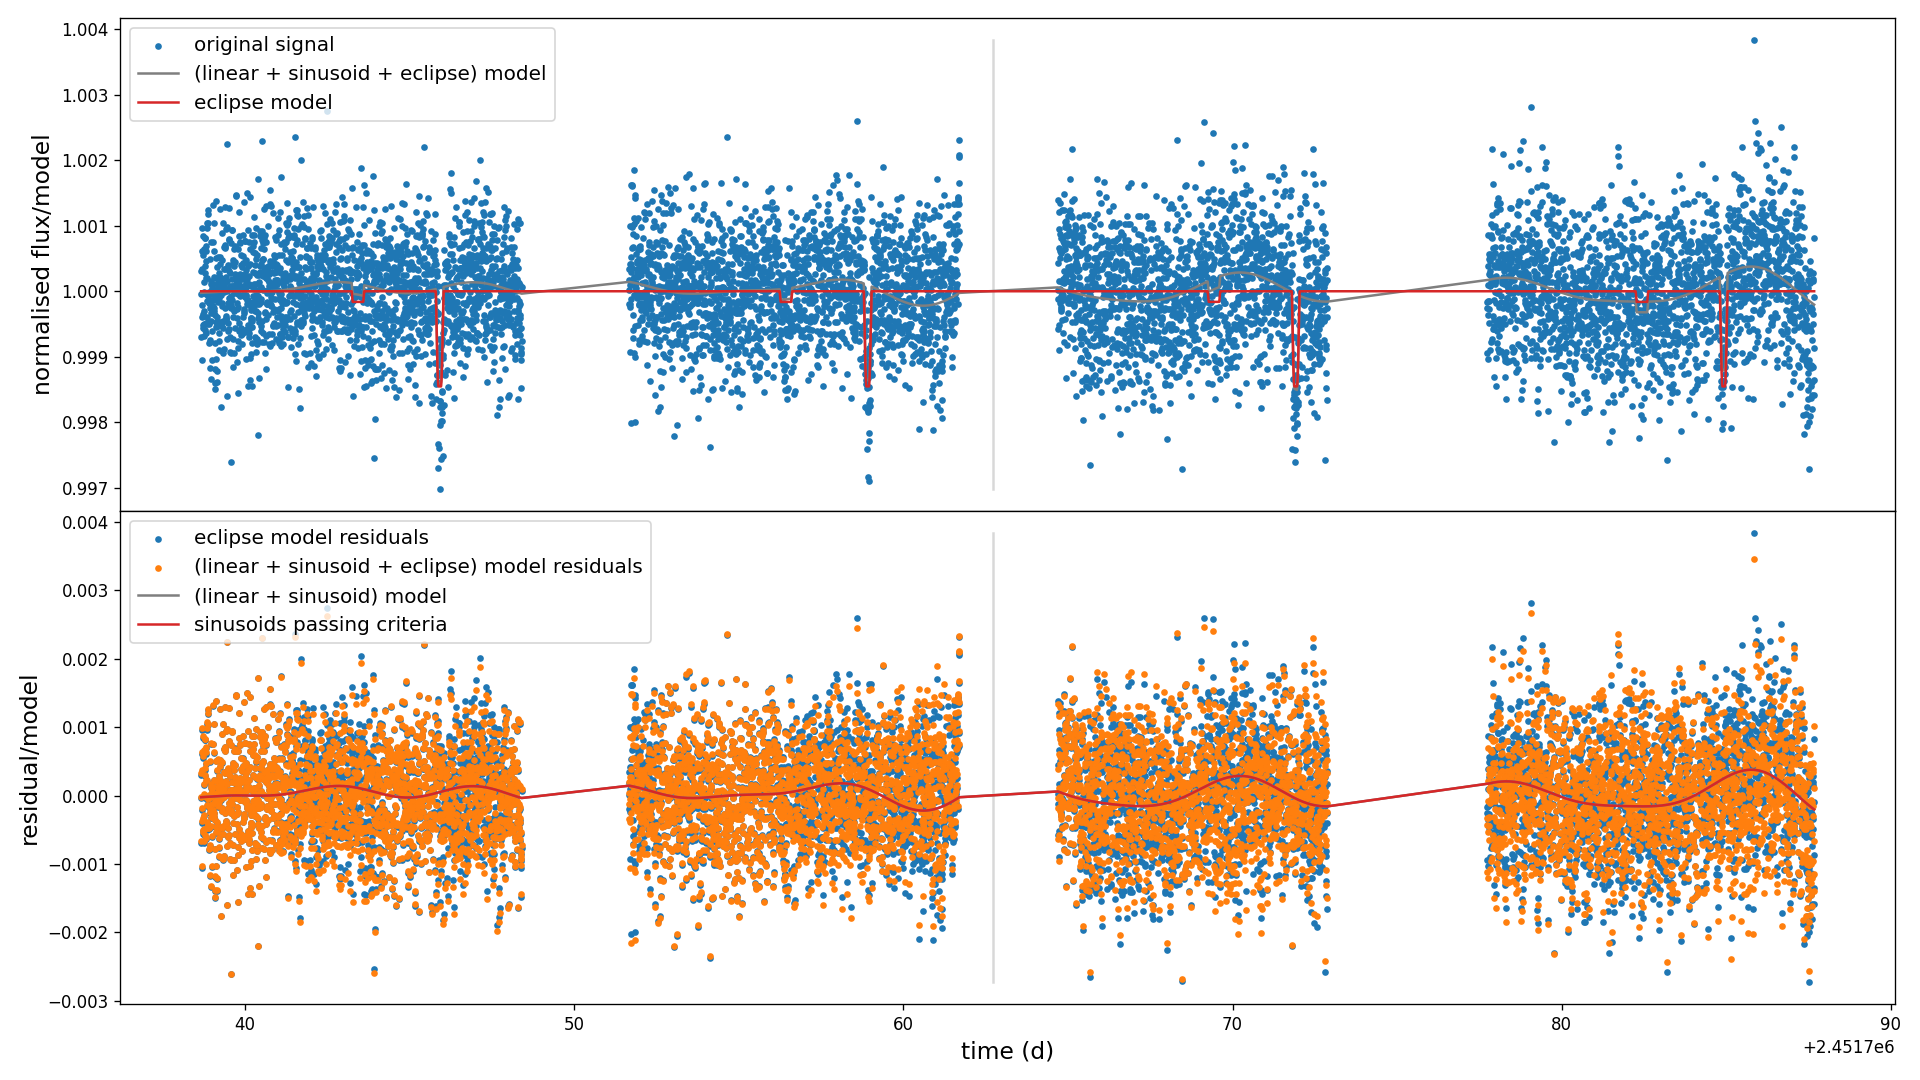 1.004
1.003
1.002
1.001
1.000
0.999
0.998
0.997
normalised flux/model
original signal
(linear + sinusoid + eclipse) model
eclipse model
0.004
0.003
0.002
0.001
0.000
−0.001
−0.002
−0.003
residual/model
eclipse model residuals
(linear + sinusoid + eclipse) model residuals
(linear + sinusoid) model
sinusoids passing criteria
40 50 60 70 80 90
time (d)
+2.4517e6